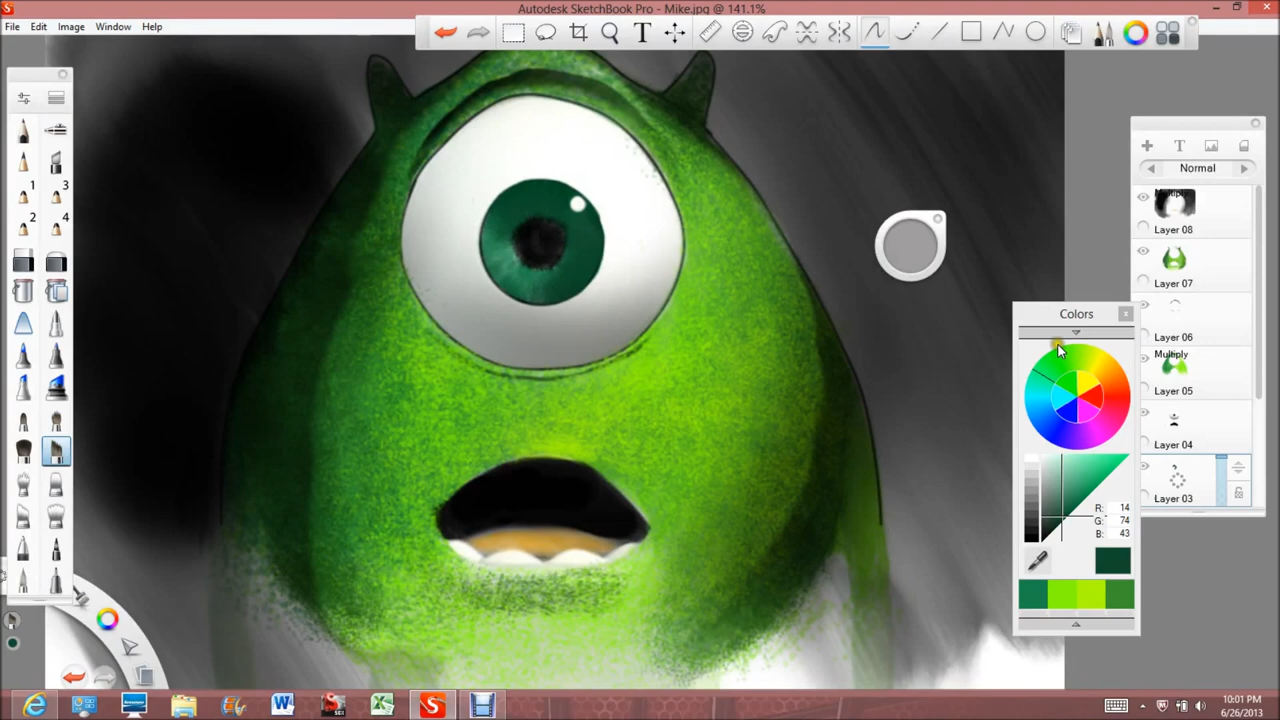 Autodesk SketchBook Pro - Mike.jpg @ 141.1%
File Edit Image Window Help
T
1 3
2 4
T
Normal
Multiply
Layer 08
Layer 07
Layer 06
Multiply
Layer 05
Layer 04
Layer 03
Colors
R: 14
G: 74
B: 43
10:01 PM
6/26/2013